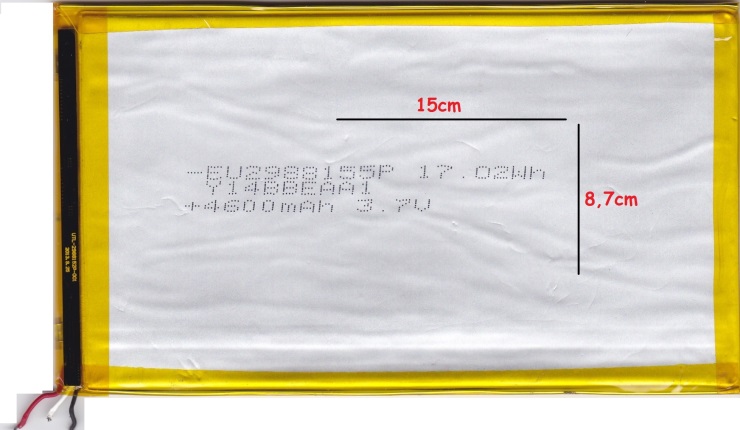 15cm
-EU2988155P 17.02Wh
Y14BBEAA1
+4600mAh 3.7V
8,7cm